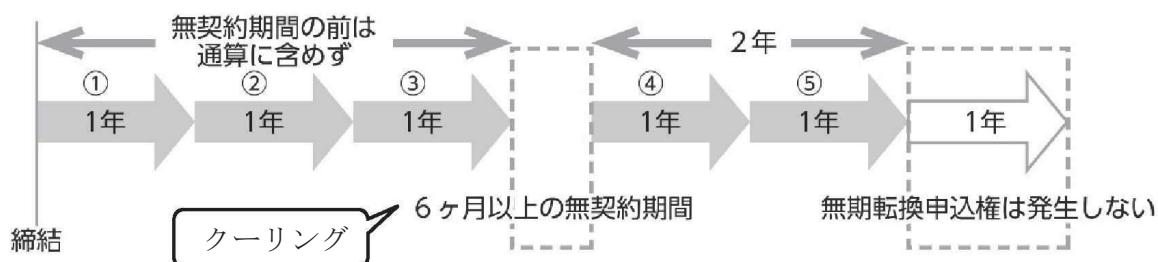 無契約期間の前は
通算に含めず
2年
① ② ③ ④ ⑤
1年 1年 1年 1年 1年 1年
6ヶ月以上の無契約期間
無期転換申込権は発生しない
締結
クーリング